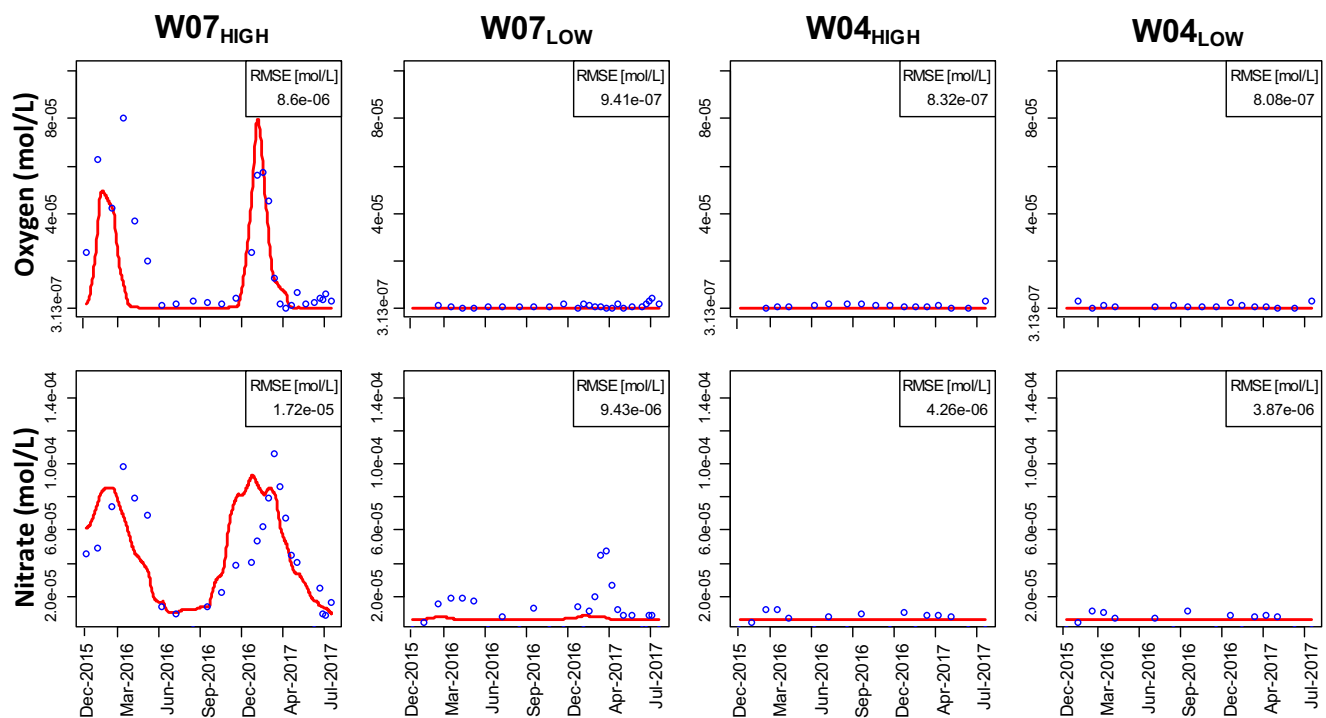 W07HIGH
W07LOW
W04HIGH
W04LOW
Oxygen (mol/L)
8e-05
4e-05
3.13e-07
RMSE [mol/L]
8.6e-06
Dec-2015
Mar-2016
Jun-2016
Sep-2016
Dec-2016
Apr-2017
Jul-2017
8e-05
4e-05
3.13e-07
RMSE [mol/L]
9.41e-07
8e-05
4e-05
3.13e-07
RMSE [mol/L]
8.32e-07
8e-05
4e-05
3.13e-07
RMSE [mol/L]
8.08e-07
Nitrate (mol/L)
1.4e-04
1.0e-04
6.0e-05
2.0e-05
RMSE [mol/L]
1.72e-05
1.4e-04
1.0e-04
6.0e-05
2.0e-05
RMSE [mol/L]
9.43e-06
Dec-2015
Mar-2016
Jun-2016
Sep-2016
Dec-2016
Apr-2017
Jul-2017
1.4e-04
1.0e-04
6.0e-05
2.0e-05
RMSE [mol/L]
4.26e-06
Dec-2015
Mar-2016
Jun-2016
Sep-2016
Dec-2016
Apr-2017
Jul-2017
1.4e-04
1.0e-04
6.0e-05
2.0e-05
RMSE [mol/L]
3.87e-06
Dec-2015
Mar-2016
Jun-2016
Sep-2016
Dec-2016
Apr-2017
Jul-2017